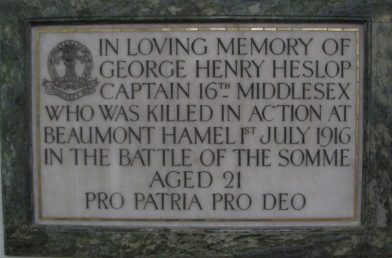 IN LOVING MEMORY OF
GEORGE HENRY HESLOP
CAPTAIN 16TH MIDDLESEX
WHO WAS KILLED IN ACTION AT
BEAUMONT HAMEL 1ST JULY 1916
IN THE BATTLE OF THE SOMME
AGED 21
PRO PATRIA PRO DEO